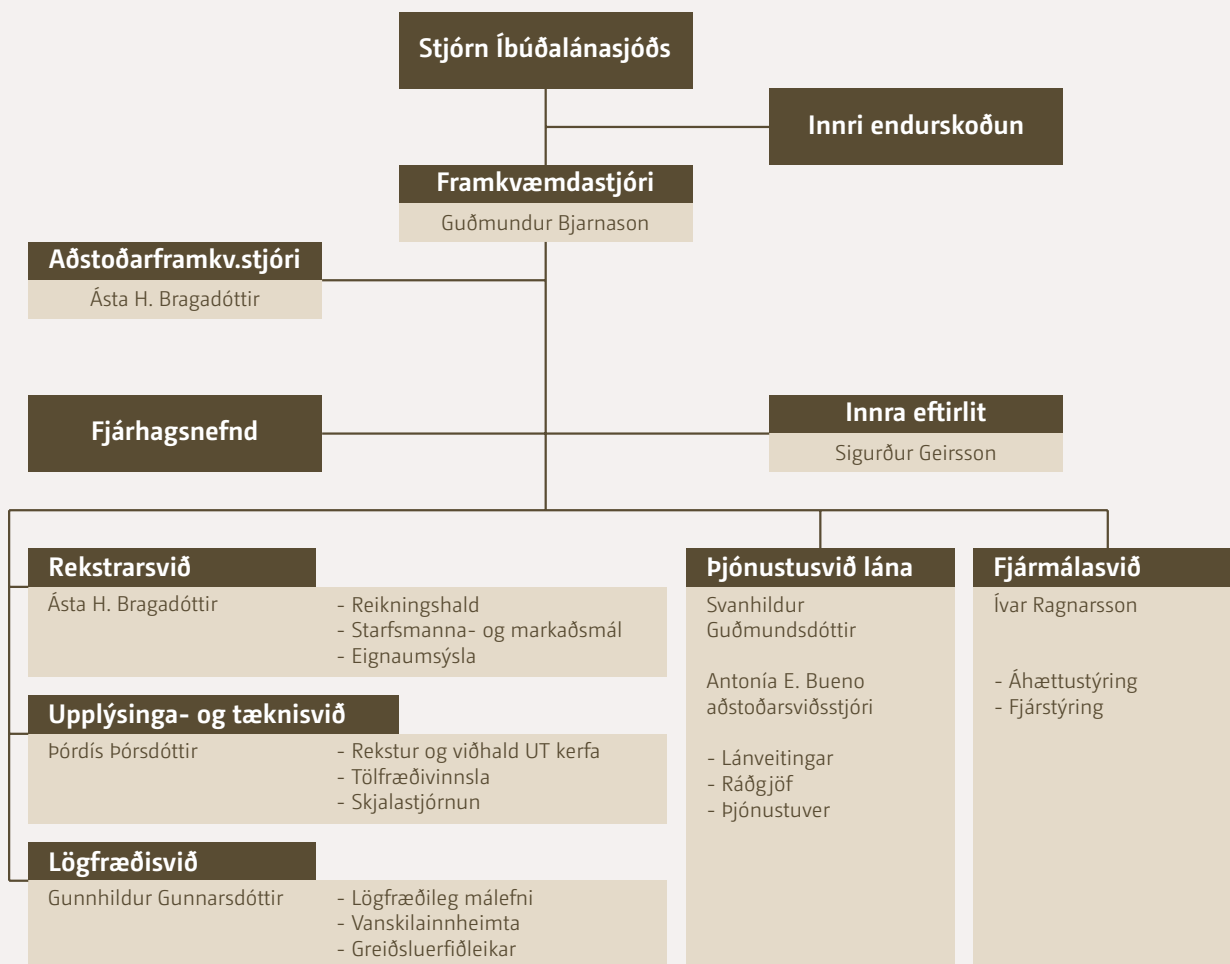 Stjórn Íbúðalánasjóðs
Innri endurskoðun
Framkvæmdastjóri
Guðmundur Bjarnason
Aðstoðarframkv.stjóri
Ásta H. Bragadóttir
Fjárhagsnefnd
Innra eftirlit
Sigurður Geirsson
Rekstrarsvið
Ásta H. Bragadóttir
- Reikningshald
- Starfsmanna- og markaðsmál
- Eignaumsýsla
Upplýsinga- og tæknisvið
Þórdís Þórsdóttir
- Rekstur og viðhald UT kerfa
- Tölfræðivinnsla
- Skjalastjórnun
Lögfræðisvið
Gunnhildur Gunnarsdóttir
- Lögfræðileg málefni
- Vanskilainnheimta
- Greiðsluerfiðleikar
Þjónustusvið lána
Svanhildur
Guðmundsdóttir
Antonía E. Bueno
aðstoðarsviðsstjóri
- Lánveitingar
- Ráðgjöf
- Þjónustuver
Fjármálasvið
Ívar Ragnarsson
- Áhættustýring
- Fjárstýring